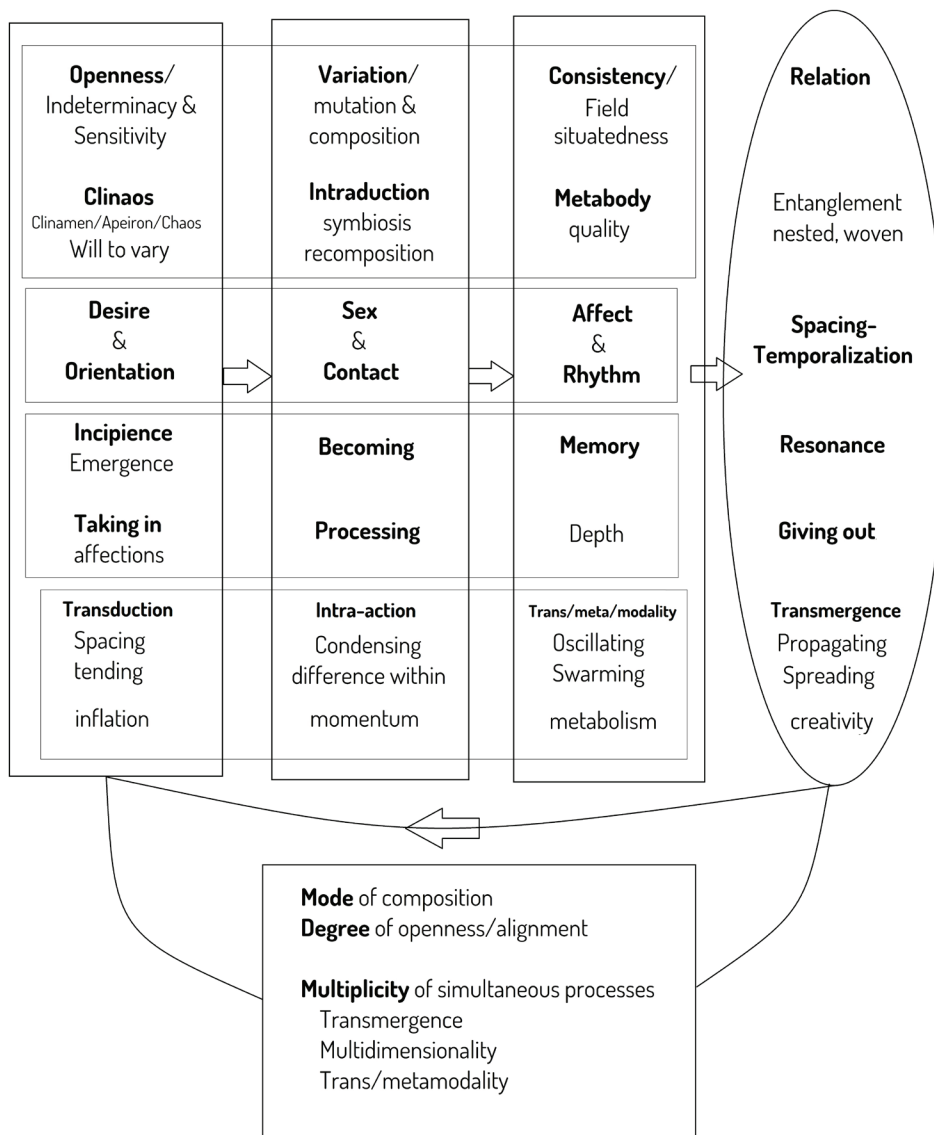 Openness/
Indeterminacy &
Sensitivity
Clinaos
Clinamen/Apeiron/Chaos
Will to vary
Desire
&
Orientation
Incipience
Emergence
Taking in
affections
Transduction
Spacing
tending
inflation
Variation/
mutation &
composition
Intraduction
symbiosis
recomposition
Sex
&
Contact
Becoming
Processing
Intra-action
Condensing
difference within
momentum
Consistency/
Field
situatedness
Metabody
quality
Affect
&
Rhythm
Memory
Depth
Trans/meta/modality/
Oscillating
Swarming
metabolism
Relation
Entanglement
nested, woven
Spacing-
Temporalization
Resonance
Giving out
Transmergence
Propagating
Spreading
creativity
Mode of composition
Degree of openness/alignment
Multiplicity of simultaneous processes
Transmergence
Multidimensionality
Trans/metamodality